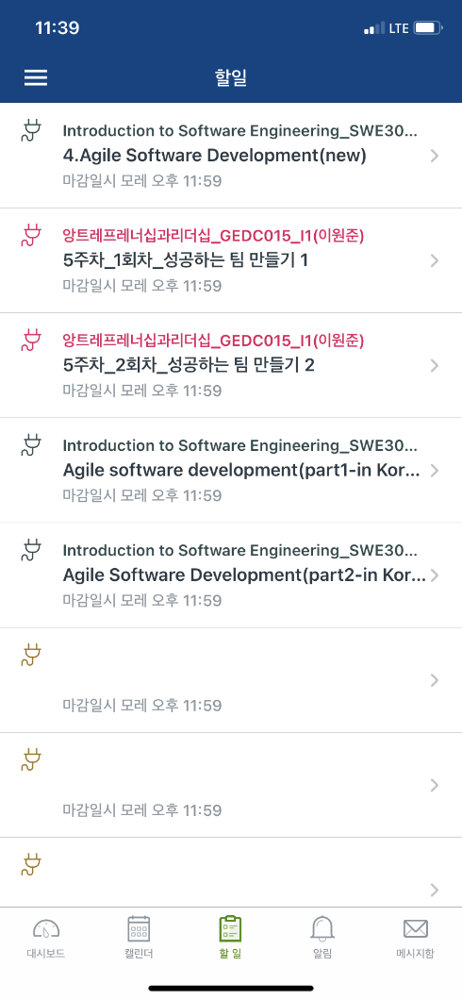 11:39
LTE
할일
Introduction to Software Engineering_SWE30...
4.Agile Software Development(new)
마감일시 모레 오후 11:59
앙트레프레너십과리더십_GEDC015_I1(이원준)
5주차_1회차_성공하는 팀 만들기 1
마감일시 모레 오후 11:59
앙트레프레너십과리더십_GEDC015_I1(이원준)
5주차_2회차_성공하는 팀 만들기 2
마감일시 모레 오후 11:59
Introduction to Software Engineering_SWE30...
Agile software development(part1-in Kor...
마감일시 모레 오후 11:59
Introduction to Software Engineering_SWE30...
Agile Software Development(part2-in Kor...
마감일시 모레 오후 11:59
마감일시 모레 오후 11:59
마감일시 모레 오후 11:59
대시보드 캘린더 할 일 알림 메시지함